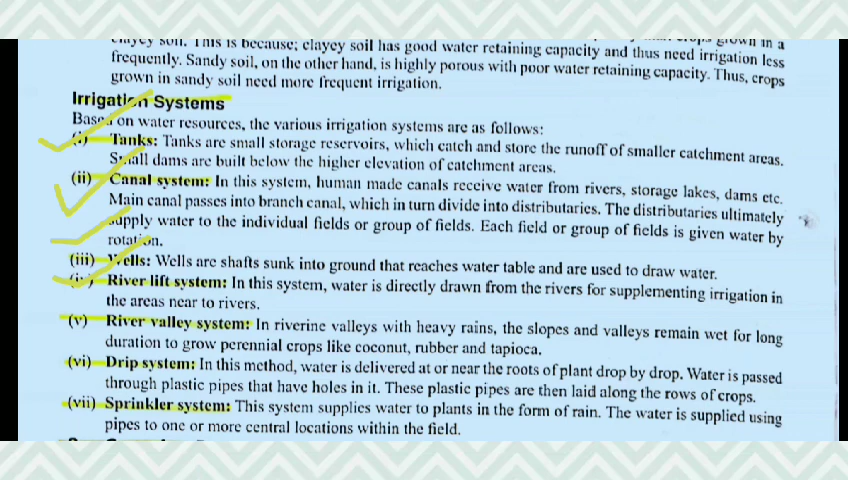 clayey soil. This is because; clayey soil has good water retaining capacity and thus need irrigation less
frequently. Sandy soil, on the other hand, is highly porous with poor water retaining capacity. Thus, crops
grown in sandy soil need more frequent irrigation.
Irrigation Systems
Based on water resources, the various irrigation systems are as follows:
(i) Tanks: Tanks are small storage reservoirs, which catch and store the runoff of smaller catchment areas.
Small dams are built below the higher elevation of catchment areas.
(ii) Canal system: In this system, human made canals receive water from rivers, storage lakes, dams etc.
Main canal passes into branch canal, which in turn divide into distributaries. The distributaries ultimately
supply water to the individual fields or group of fields. Each field or group of fields is given water by
rotation.
(iii) Wells: Wells are shafts sunk into ground that reaches water table and are used to draw water.
(iv) River lift system: In this system, water is directly drawn from the rivers for supplementing irrigation in
the areas near to rivers.
(v) River valley system: In riverine valleys with heavy rains, the slopes and valleys remain wet for long
duration to grow perennial crops like coconut, rubber and tapioca.
(vi) Drip system: In this method, water is delivered at or near the roots of plant drop by drop. Water is passed
through plastic pipes that have holes in it. These plastic pipes are then laid along the rows of crops.
(vii) Sprinkler system: This system supplies water to plants in the form of rain. The water is supplied using
pipes to one or more central locations within the field.